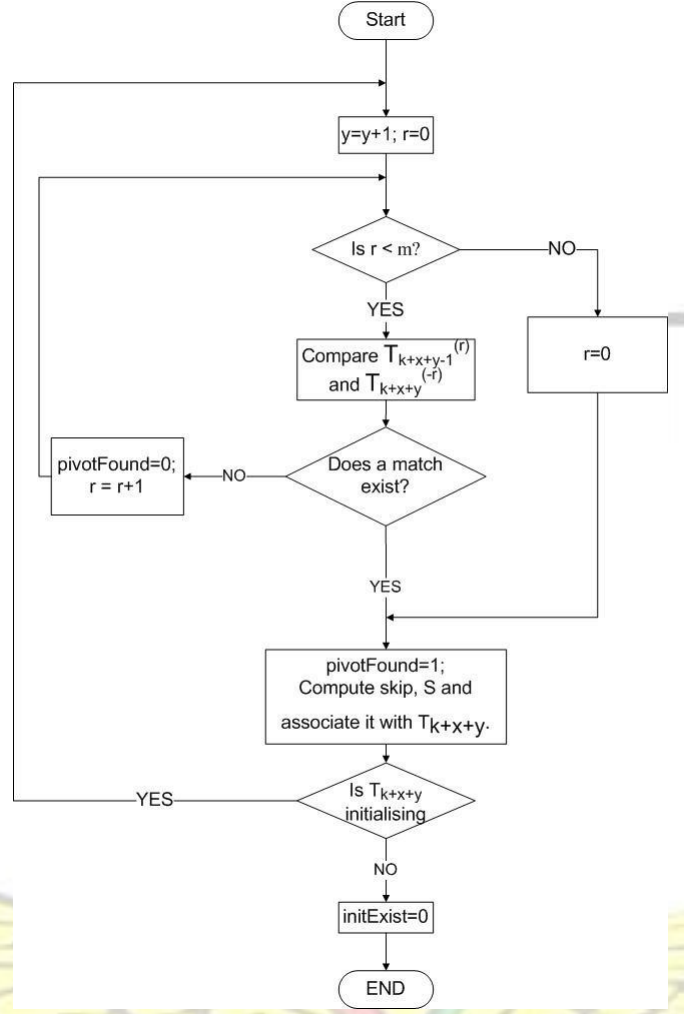 Start
y=y+1; r=0
Is r < m?
NO
YES
r=0
Compare T_{k+x+y-1}^{(r)}
and T_{k+x+y}^{(-r)}
pivotFound=0;
r = r+1
NO
Does a match
exist?
YES
pivotFound=1;
Compute skip, S and
associate it with T_{k+x+y}.
YES
Is T_{k+x+y}
initialising
NO
initExist=0
END